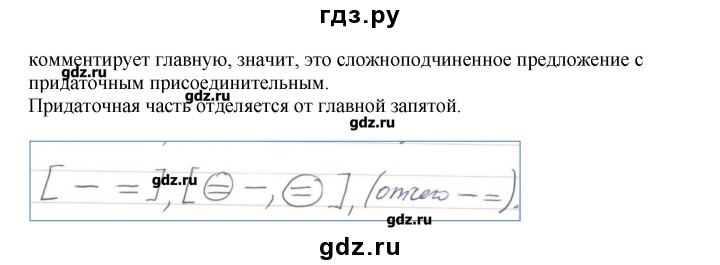 гдз.ру
комментирует главную, значит, это сложноподчиненное предложение с
gdz.ru
придаточным присоединительным.
gdz.ru
Придаточная часть отделяется от главной запятой.
gdz.ru
[ – = ], [ = –, = ], (отчего – =).
gdz.ru
gdz.ru
gdz.ru